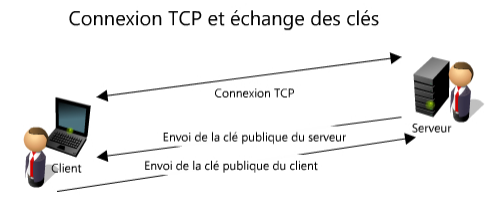 Connexion TCP et échange des clés
Connexion TCP
Serveur
Envoi de la clé publique du serveur
Client
Envoi de la clé publique du client